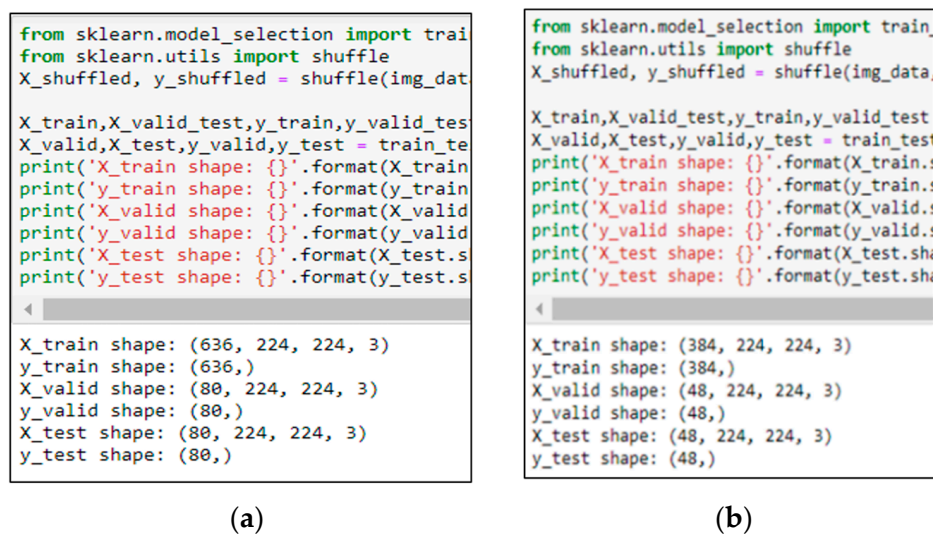 from sklearn.model_selection import trai
from sklearn.utils import shuffle
X_shuffled, y_shuffled = shuffle(img_dat

X_train,X_valid_test,y_train,y_valid_test
X_valid,X_test,y_valid,y_test = train_te
print('X_train shape: {}'.format(X_train
print('y_train shape: {}'.format(y_train
print('X_valid shape: {}'.format(X_valid
print('y_valid shape: {}'.format(y_valid
print('X_test shape: {}'.format(X_test.s
print('y_test shape: {}'.format(y_test.s
X_train shape: (636, 224, 224, 3)
y_train shape: (636,)
X_valid shape: (80, 224, 224, 3)
y_valid shape: (80,)
X_test shape: (80, 224, 224, 3)
y_test shape: (80,)
(a)
from sklearn.model_selection import train_
from sklearn.utils import shuffle
X_shuffled, y_shuffled = shuffle(img_data,

X_train,X_valid_test,y_train,y_valid_test
X_valid,X_test,y_valid,y_test = train_test
print('X_train shape: {}'.format(X_train.s
print('y_train shape: {}'.format(y_train.s
print('X_valid shape: {}'.format(X_valid.s
print('y_valid shape: {}'.format(y_valid.s
print('X_test shape: {}'.format(X_test.sha
print('y_test shape: {}'.format(y_test.sha
X_train shape: (384, 224, 224, 3)
y_train shape: (384,)
X_valid shape: (48, 224, 224, 3)
y_valid shape: (48,)
X_test shape: (48, 224, 224, 3)
y_test shape: (48,)
(b)